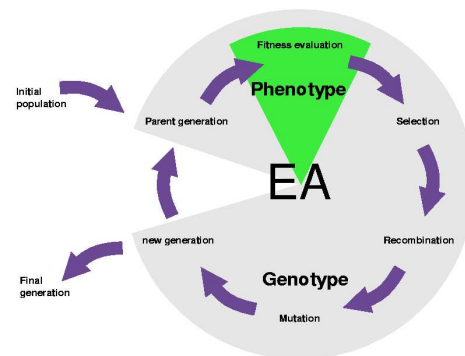 Fitness evaluation
Initial
population
Phenotype
Parent generation
Selection
EA
new generation
Recombination
Genotype
Final
generation
Mutation